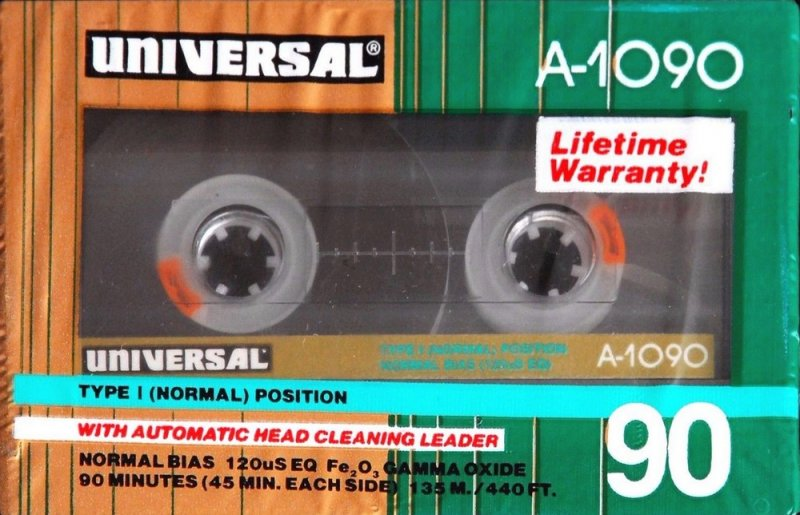 UNIVERSAL®
A-1090
Lifetime
Warranty!
UNIVERSAL
TYPE I (NORMAL) POSITION
NORMAL BIAS (120uS EQ)
A-1090
TYPE I (NORMAL) POSITION
WITH AUTOMATIC HEAD CLEANING LEADER
NORMAL BIAS 120uS EQ Fe₂O₃ GAMMA OXIDE
90 MINUTES (45 MIN. EACH SIDE) 135 M./440 FT.
90